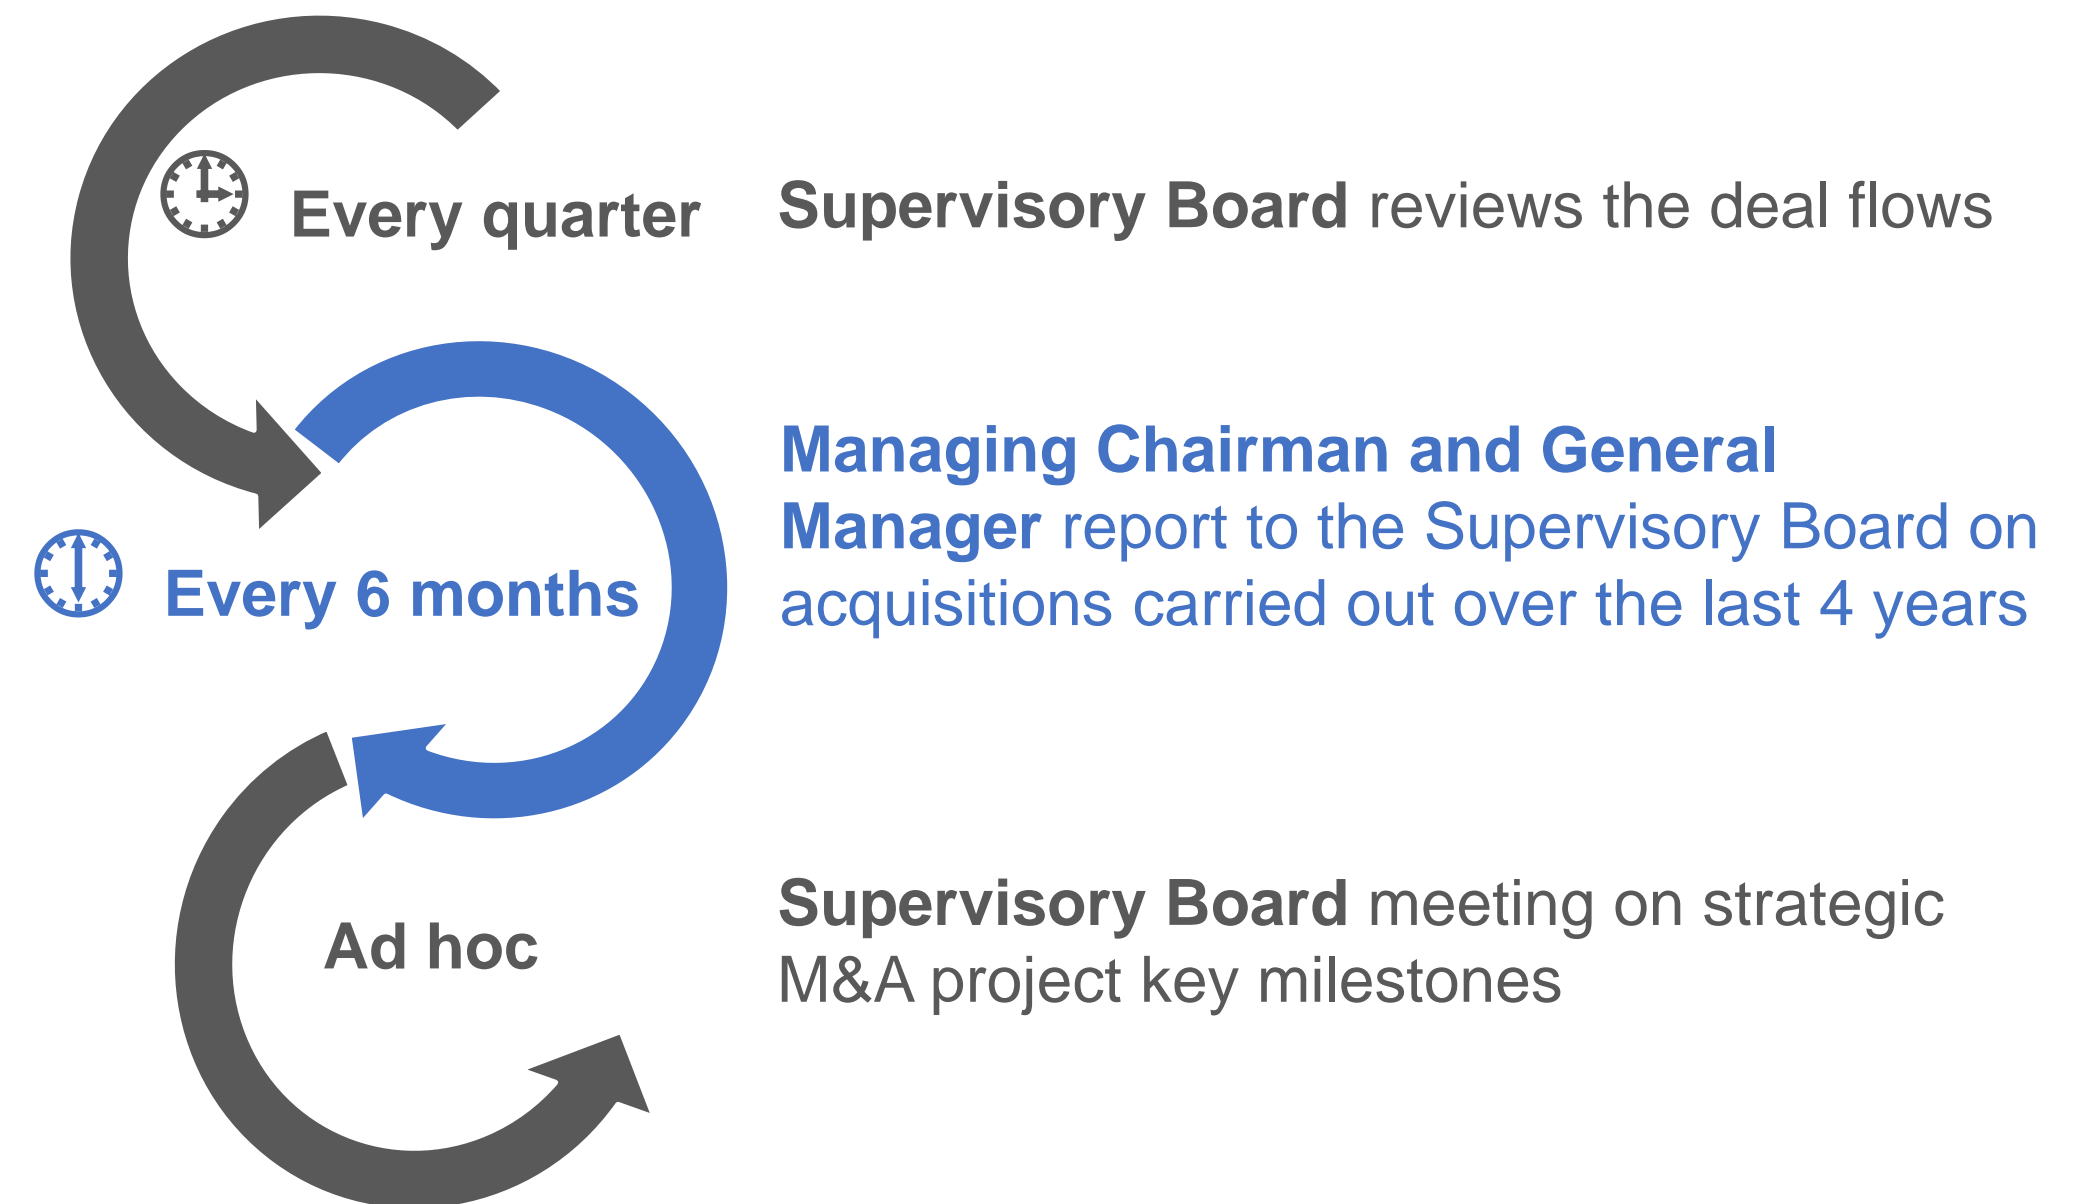 Every quarter
Supervisory Board reviews the deal flows
Every 6 months
Managing Chairman and General
Manager report to the Supervisory Board on
acquisitions carried out over the last 4 years
Ad hoc
Supervisory Board meeting on strategic
M&A project key milestones